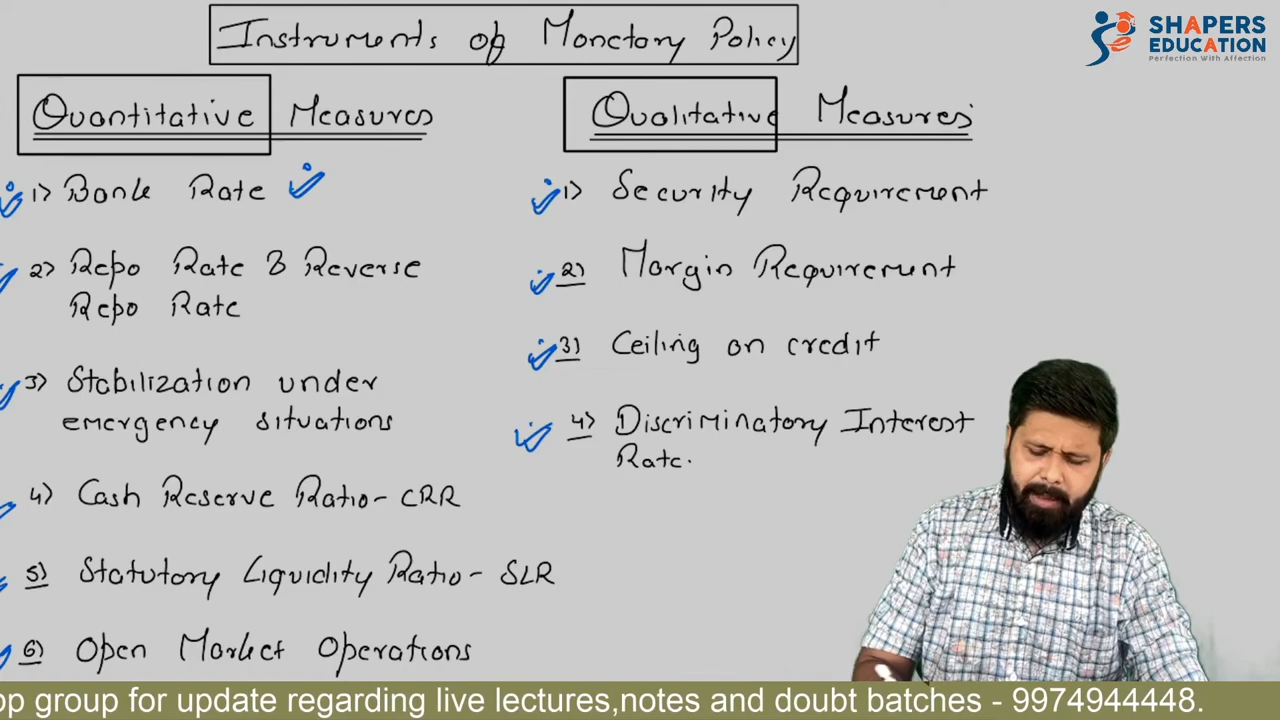 Instruments of Monetory Policy
SHAPERS
EDUCATION
Perfection With Affection
Quantitative Measures
1) Bank Rate
2) Repo Rate & Reverse
Repo Rate
3) Stabilization under
emergency situations
4) Cash Reserve Ratio - CRR
5) Statutory Liquidity Ratio - SLR
6) Open Market Operations
Qualitative Measures
1) Security Requirement
2) Margin Requirement
3) Ceiling on credit
4) Discriminatory Interest
Rate.
op group for update regarding live lectures,notes and doubt batches - 9974944448.